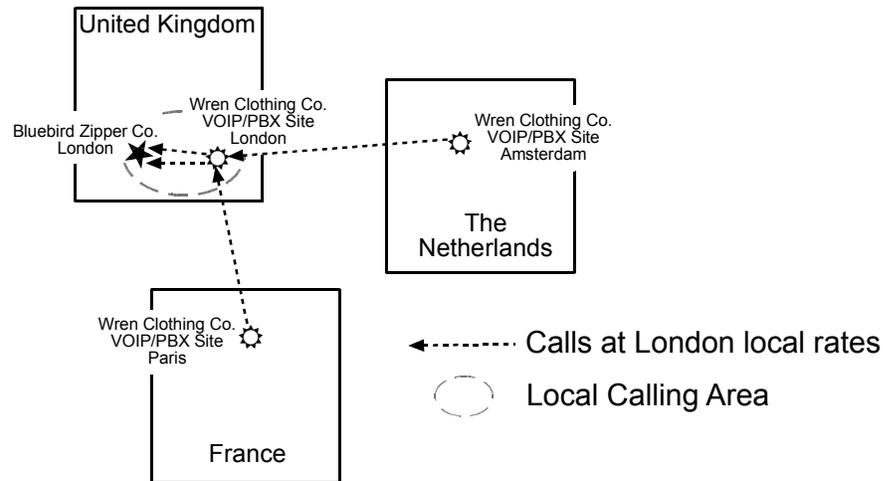 United Kingdom
Wren Clothing Co.
VOIP/PBX Site
London
Bluebird Zipper Co.
London
Wren Clothing Co.
VOIP/PBX Site
Amsterdam
The
Netherlands
Wren Clothing Co.
VOIP/PBX Site
Paris
France
Calls at London local rates
Local Calling Area